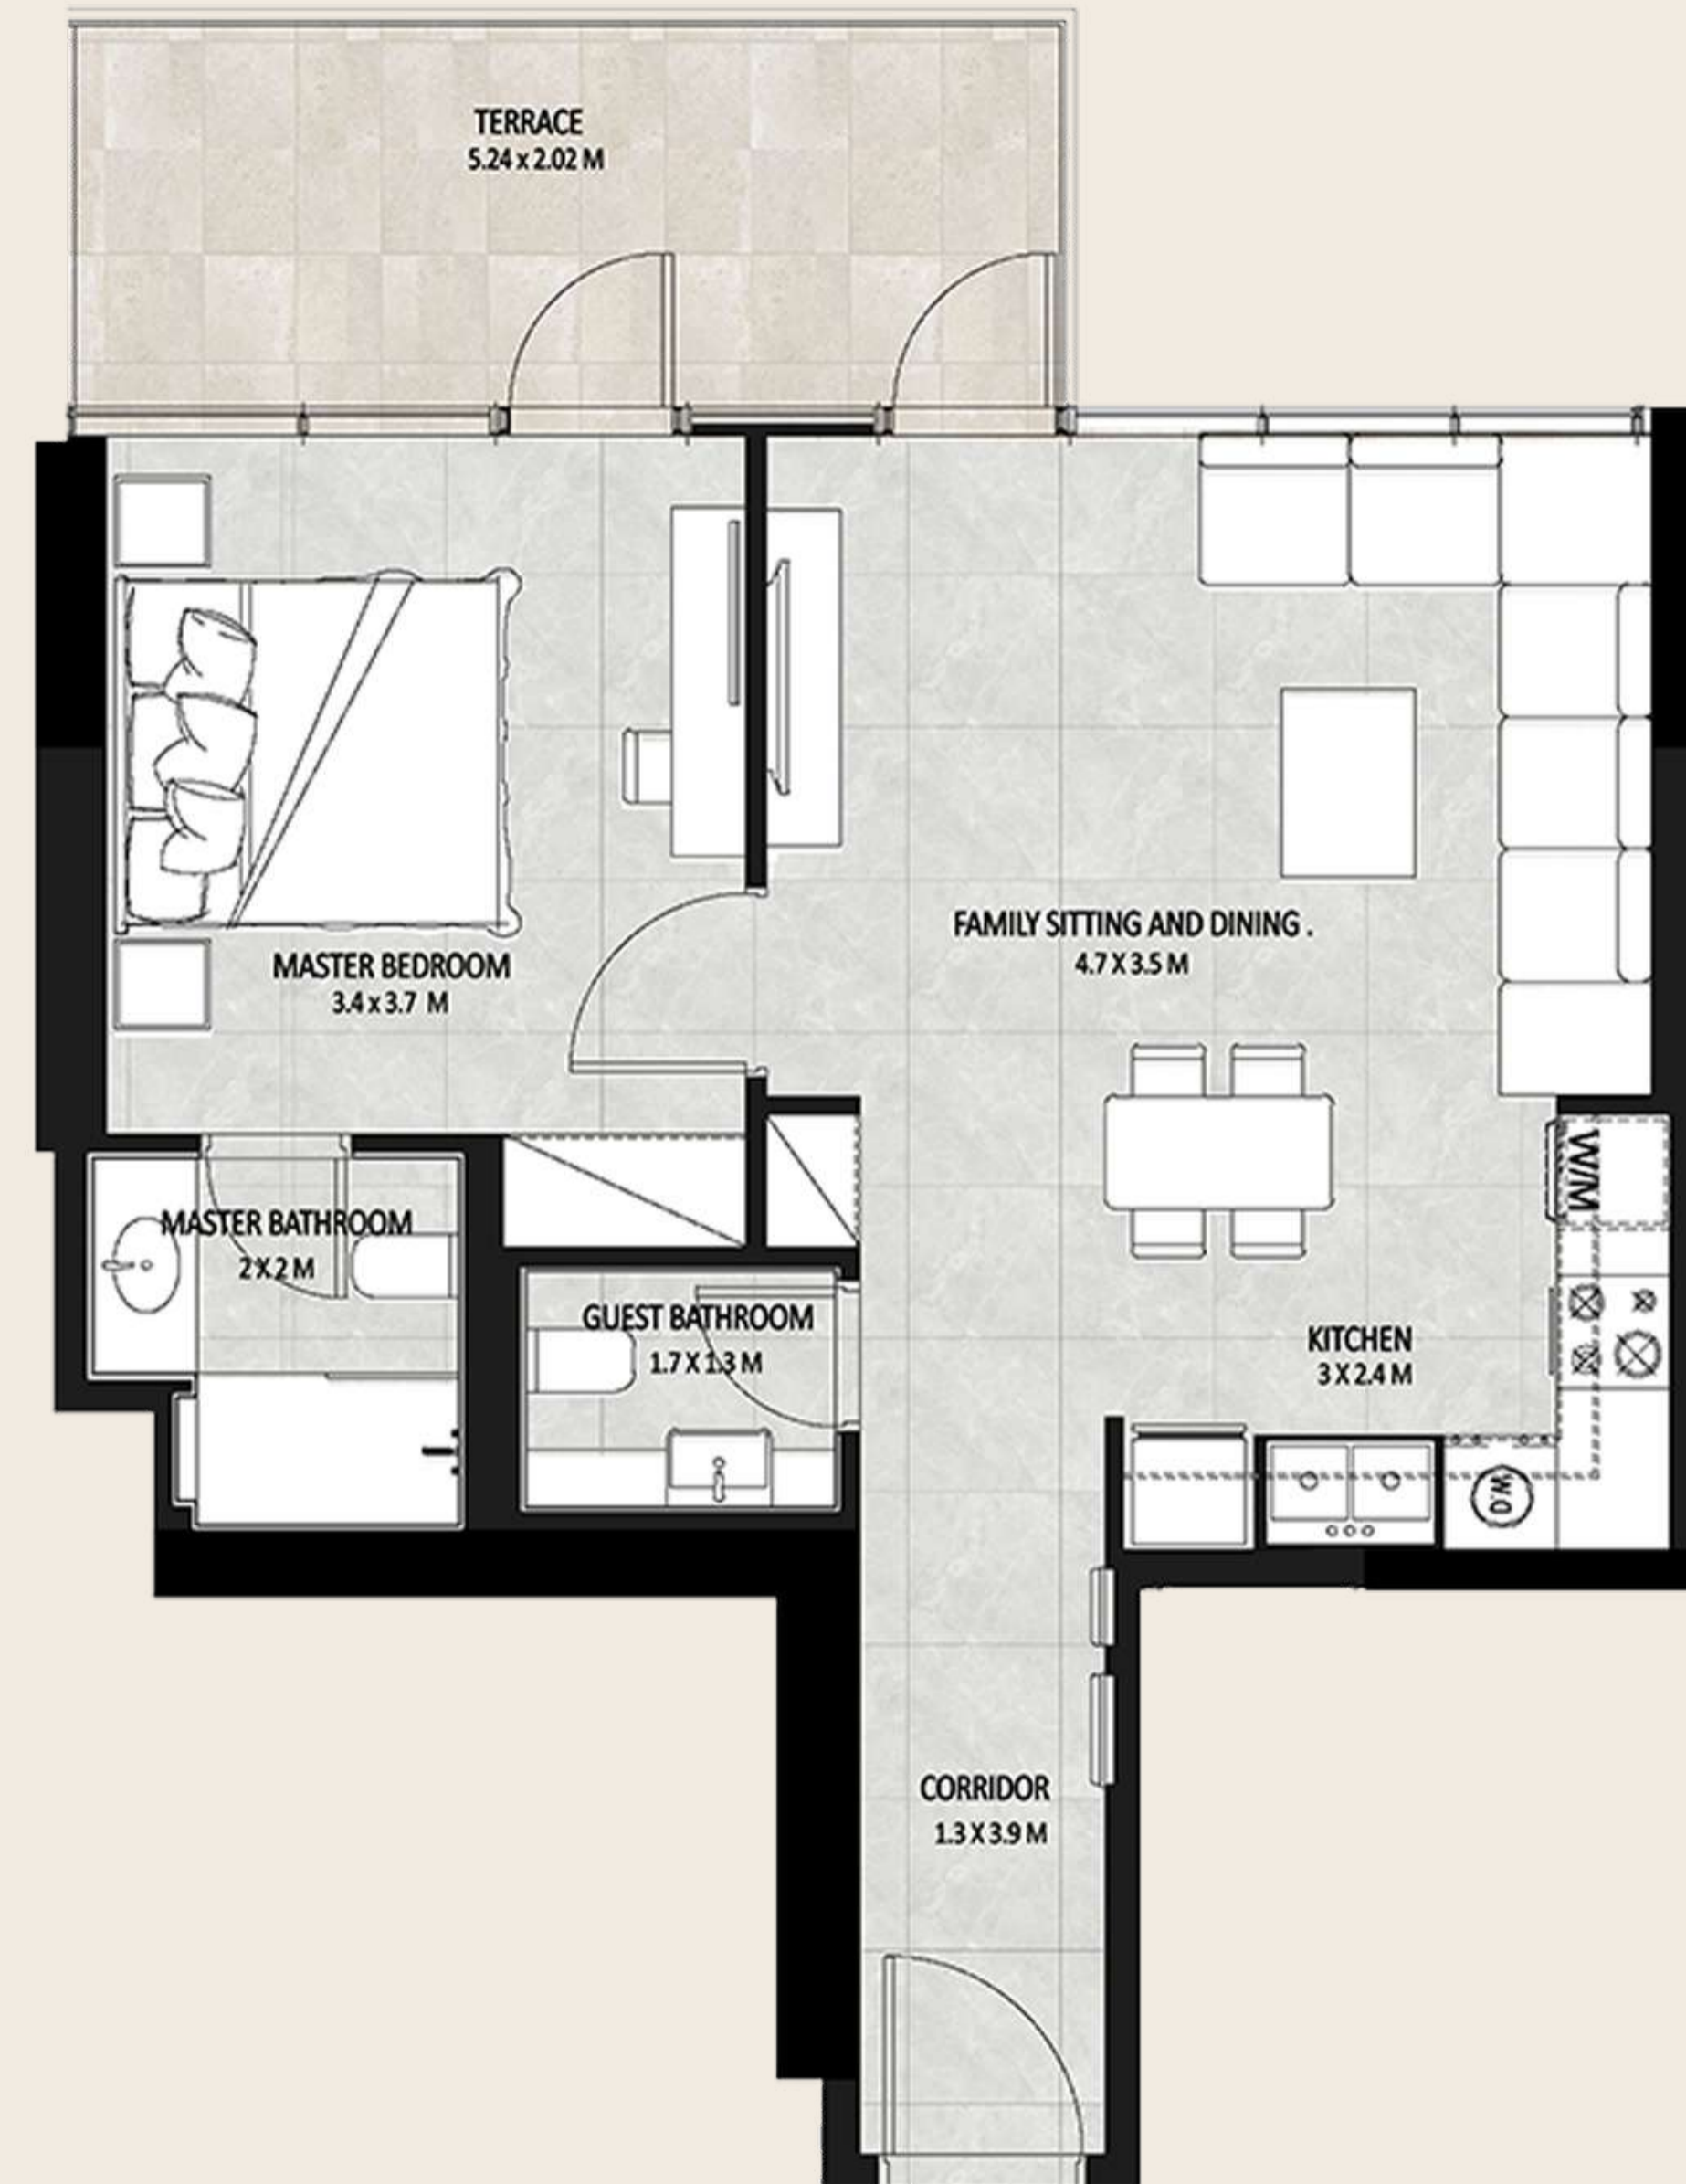 TERRACE
5.24 x 2.02 M
FAMILY SITTING AND DINING .
4.7 X 3.5 M
MASTER BEDROOM
3.4 x 3.7 M
W/M
MASTER BATHROOM
2 X 2 M
GUEST BATHROOM
1.7 X 1.3 M
KITCHEN
3 X 2.4 M
W.0
CORRIDOR
1.3 X 3.9 M